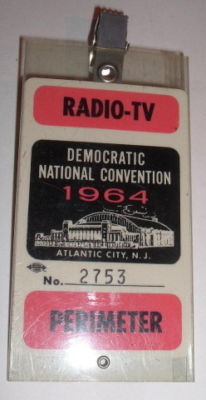 RADIO-TV
DEMOCRATIC
NATIONAL CONVENTION
1964
ATLANTIC CITY, N.J.
No. 2753
PERIMETER